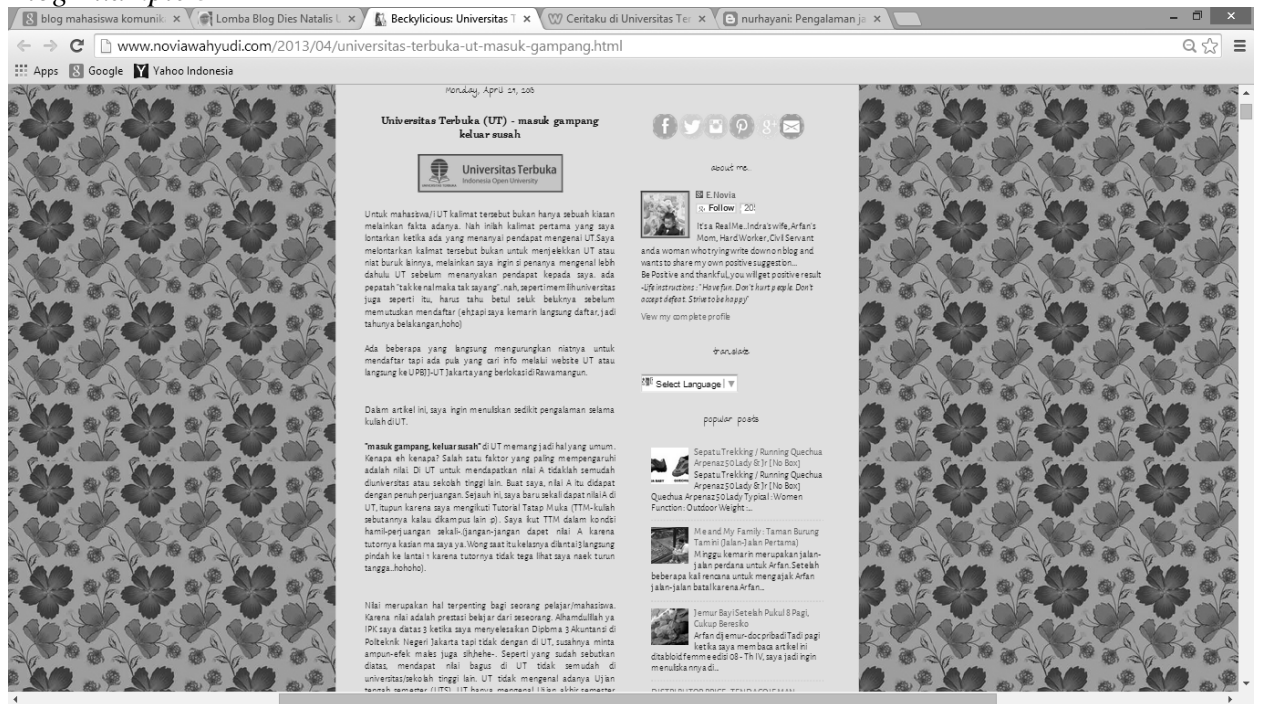 blog mahasiswa komunik
Lomba Blog Dies Natalis U
Beckylicious: Universitas T
Ceritaku di Universitas Ter
nurhayani: Pengalaman ja
www.noviawahyudi.com/2013/04/universitas-terbuka-ut-masuk-gampang.html
Apps Google Yahoo Indonesia
Monday, April 29, 2013
Universitas Terbuka (UT) - masuk gampang
keluar susah
Universitas Terbuka
Indonesia Open University
UNIVERSITAS TERBUKA
Untuk mahasiswa/i UT kalimat tersebut bukan hanya sebuah kiasan
melainkan fakta adanya. Nah inilah kalimat pertama yang saya
lontarkan ketika ada yang menanyai pendapat mengenai UT.Saya
melontarkan kalimat tersebut bukan untuk menjelekkan UT atau
niat buruk lainnya, melainkan saya ingin si penanya mengenal lebih
dahulu UT sebelum menanyakan pendapat kepada saya. ada
pepatah "tak kenal maka tak sayang". nah, seperti memilih universitas
juga seperti itu, harus tahu betul seluk beluknya sebelum
memutuskan mendaftar (eh,tapi saya kemarin langsung daftar, jadi
tahunya belakangan,hoho)
Ada beberapa yang langsung mengurungkan niatnya untuk
mendaftar tapi ada pula yang cari info melalui website UT atau
langsung ke UPBJJ-UT Jakarta yang berlokasi di Rawamangun.
Dalam artikel ini, saya ingin menuliskan sedikit pengalaman selama
kuliah di UT.
"masuk gampang, keluar susah" di UT memang jadi hal yang umum.
Kenapa eh kenapa? Salah satu faktor yang paling mempengaruhi
adalah nilai. Di UT untuk mendapatkan nilai A tidaklah semudah
diuniversitas atau sekolah tinggi lain. Buat saya, nilai A itu didapat
dengan penuh perjuangan. Sejauh ini, saya baru sekali dapat nilai A di
UT, itupun karena saya mengikuti Tutorial Tatap Muka (TTM-kuliah
sebutannya kalau dikampus lain p). Saya ikut TTM dalam kondisi
hamil-perjuangan sekali-.(jangan-jangan dapet nilai A karena
tutornya kasian ma saya ya. Wong saat itu kelasnya dilantai 3 langsung
pindah ke lantai 1 karena tutornya tidak tega lihat saya naek turun
tangga..hohoho).
Nilai merupakan hal terpenting bagi seorang pelajar/mahasiswa.
Karena nilai adalah prestasi belajar dari seseorang. Alhamdulillah ya
IPK saya diatas 3 ketika saya menyelesaikan Diploma 3 Akuntansi di
Politeknik Negeri Jakarta tapi tidak dengan di UT, susahnya minta
ampun-efek males juga sih,hehe-. Seperti yang sudah sebutkan
diatas, mendapat nilai bagus di UT tidak semudah di
universitas/sekolah tinggi lain. UT tidak mengenal adanya Ujian
tengah semester (UTS). UT hanya mengenal Ujian akhir semester
about me..
E.Novia
Follow 20
It's a Real Me..Indra's wife, Arfan's
Mom, Hard Worker, Civil Servant
and a woman who trying write down on blog and
wants to share my own positive suggestion...
Be Positive and thankful, you will get positive result
-Life instructions : "Have fun. Don't hurt people. Don't
accept defeat. Strive to be happy"
View my complete profile
translate
Select Language ▼
popular posts
Sepatu Trekking / Running Quechua
Arpenaz 50 Lady & Jr [No Box]
Sepatu Trekking / Running Quechua
Arpenaz 50 Lady & Jr [No Box]
Quechua Arpenaz 50 Lady Typical : Women
Function : Outdoor Weight :...
Me and My Family : Taman Burung
Tamini (Jalan-Jalan Pertama)
Minggu kemarin merupakan jalan-
jalan perdana untuk Arfan. Setelah
beberapa kali rencana untuk mengajak Arfan
jalan-jalan batal karena Arfan...
Jemur Bayi Setelah Pukul 8 Pagi,
Cukup Beresiko
Arfan dijemur-doc pribadi Tadi pagi
ketika saya membaca artikel ini
ditabloid femme edisi 08 - Th IV, saya jadi ingin
menuliskannya di...